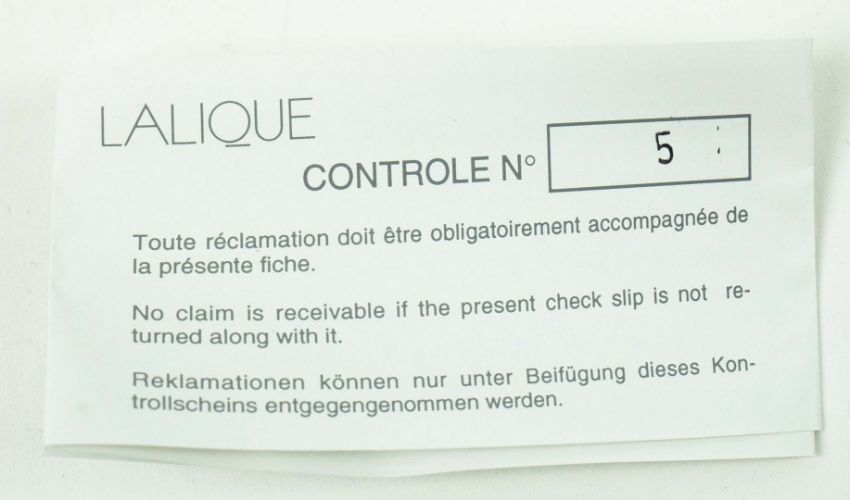 LALIQUE
CONTROLE N° 5
Toute réclamation doit être obligatoirement accompagnée de
la présente fiche.
No claim is receivable if the present check slip is not re-
turned along with it.
Reklamationen können nur unter Beifügung dieses Kon-
trollscheins entgegengenommen werden.